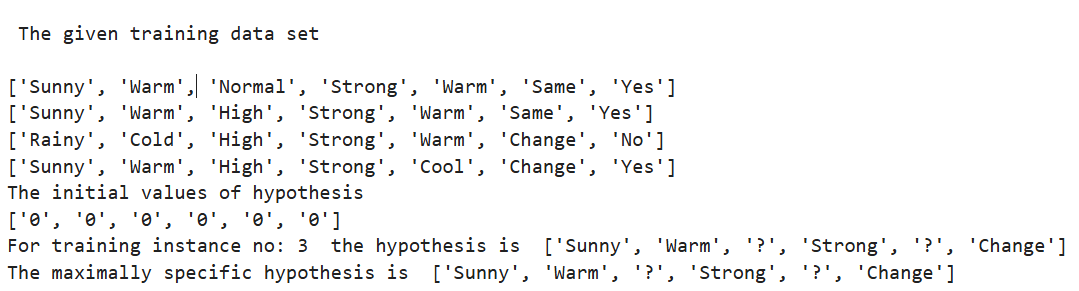 The given training data set
['Sunny', 'Warm', 'Normal', 'Strong', 'Warm', 'Same', 'Yes']
['Sunny', 'Warm', 'High', 'Strong', 'Warm', 'Same', 'Yes']
['Rainy', 'Cold', 'High', 'Strong', 'Warm', 'Change', 'No']
['Sunny', 'Warm', 'High', 'Strong', 'Cool', 'Change', 'Yes']
The initial values of hypothesis
['0', '0', '0', '0', '0', '0']
For training instance no: 3  the hypothesis is  ['Sunny', 'Warm', '?', 'Strong', '?', 'Change']
The maximally specific hypothesis is  ['Sunny', 'Warm', '?', 'Strong', '?', 'Change']